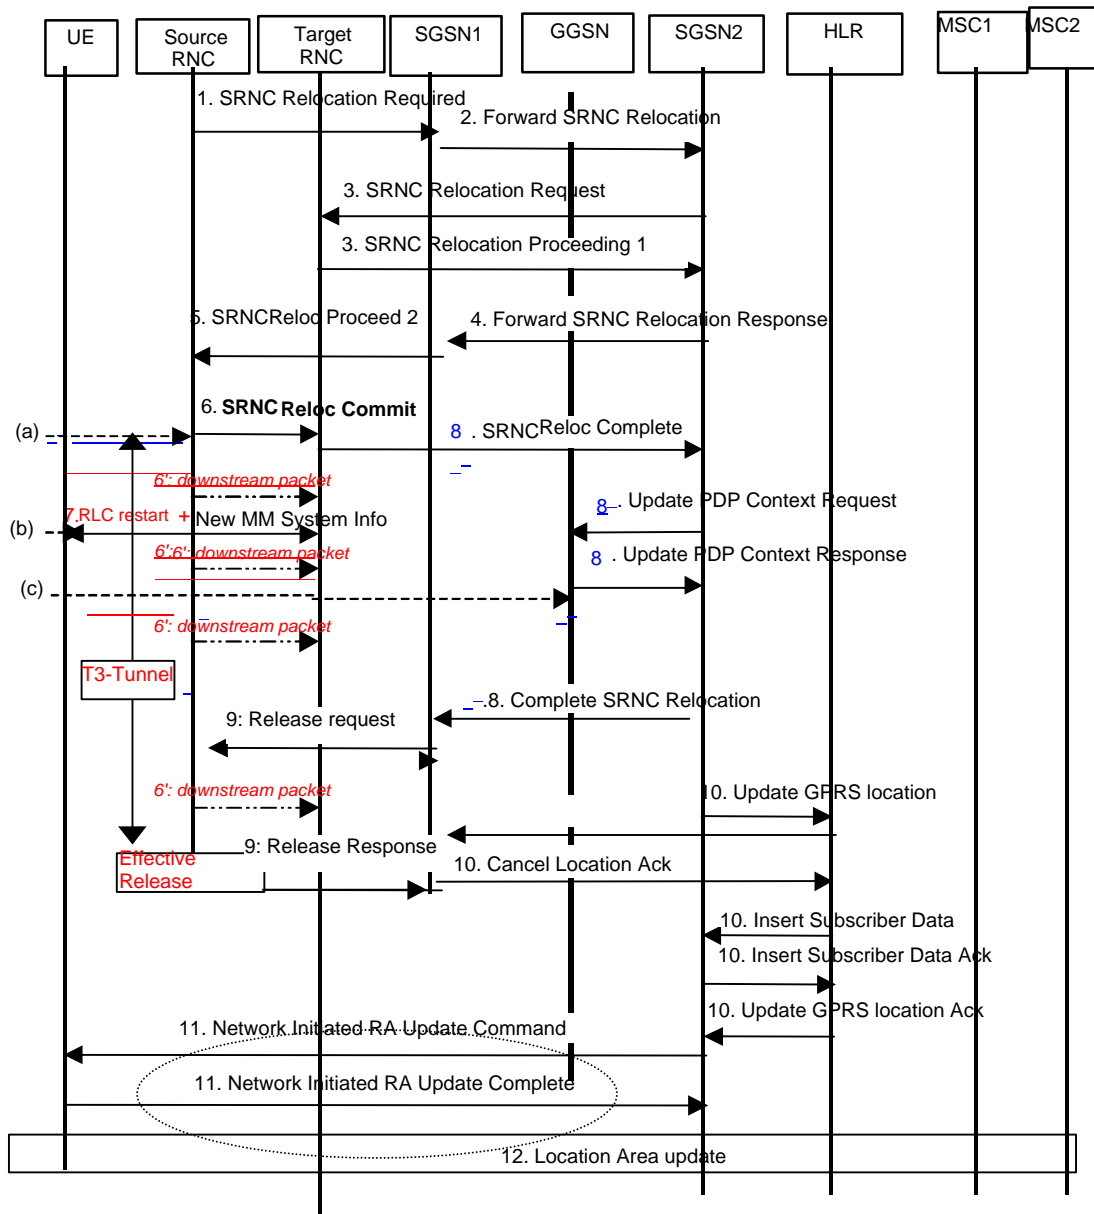 UE
Source
RNC
Target
RNC
SGSN1
GGSN
SGSN2
HLR
MSC1
MSC2
1. SRNC Relocation Required
2. Forward SRNC Relocation
3. SRNC Relocation Request
3. SRNC Relocation Proceeding 1
5. SRNCReloc Proceed 2
4. Forward SRNC Relocation Response
6. SRNC Reloc Commit
(a)
8 . SRNC Reloc Complete
6': downstream packet
8 . Update PDP Context Request
7.RLC restart + New MM System Info
(b)
6':6': downstream packet
8 . Update PDP Context Response
(c)
6': downstream packet
T3-Tunnel
.8. Complete SRNC Relocation
9: Release request
6': downstream packet
10. Update GPRS location
9: Release Response
Effective
Release
10. Cancel Location Ack
10. Insert Subscriber Data
10. Insert Subscriber Data Ack
10. Update GPRS location Ack
11. Network Initiated RA Update Command
11. Network Initiated RA Update Complete
12. Location Area update